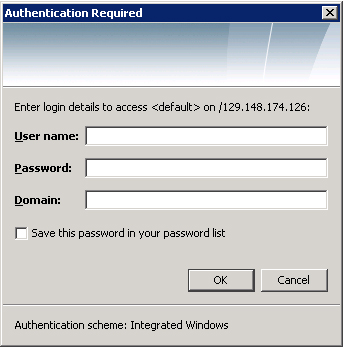 Authentication Required
Enter login details to access <default> on /129.148.174.126:
User name:
Password:
Domain:
Save this password in your password list
OK Cancel
Authentication scheme: Integrated Windows